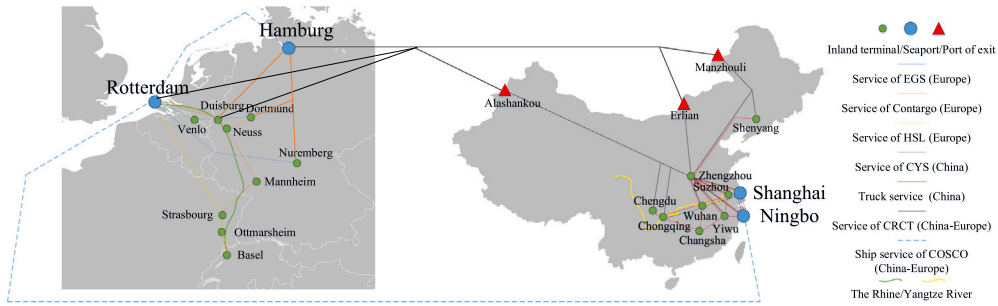 Hamburg
Rotterdam
Duisburg
Dortmund
Venlo
Neuss
Nuremberg
Mannheim
Strasbourg
Ottmarsheim
Basel
Manzhouli
Alashankou
Erlian
Shenyang
Zhengzhou
Suzhou
Shanghai
Chengdu
Wuhan
Ningbo
Chongqing
Yiwu
Changsha
Inland terminal/Seaport/Port of exit
Service of EGS (Europe)
Service of Contargo (Europe)
Service of HSL (Europe)
Service of CYS (China)
Truck service (China)
Service of CRCT (China-Europe)
Ship service of COSCO
(China-Europe)
The Rhine/Yangtze River